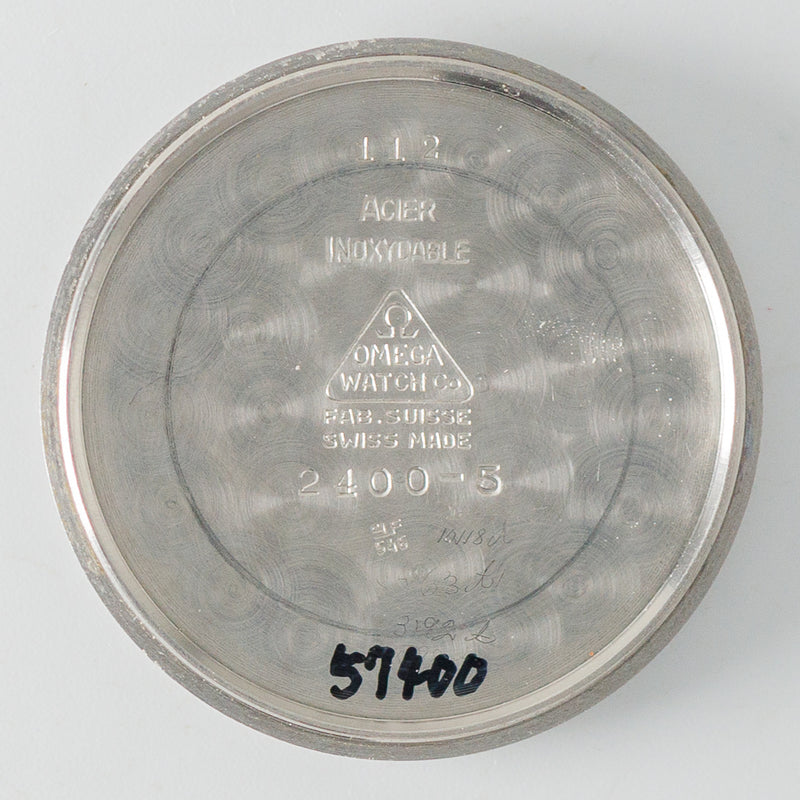 112
ACIER
INOXYDABLE
Ω
OMEGA
WATCH Co
FAB. SUISSE
SWISS MADE
2400-5
57400